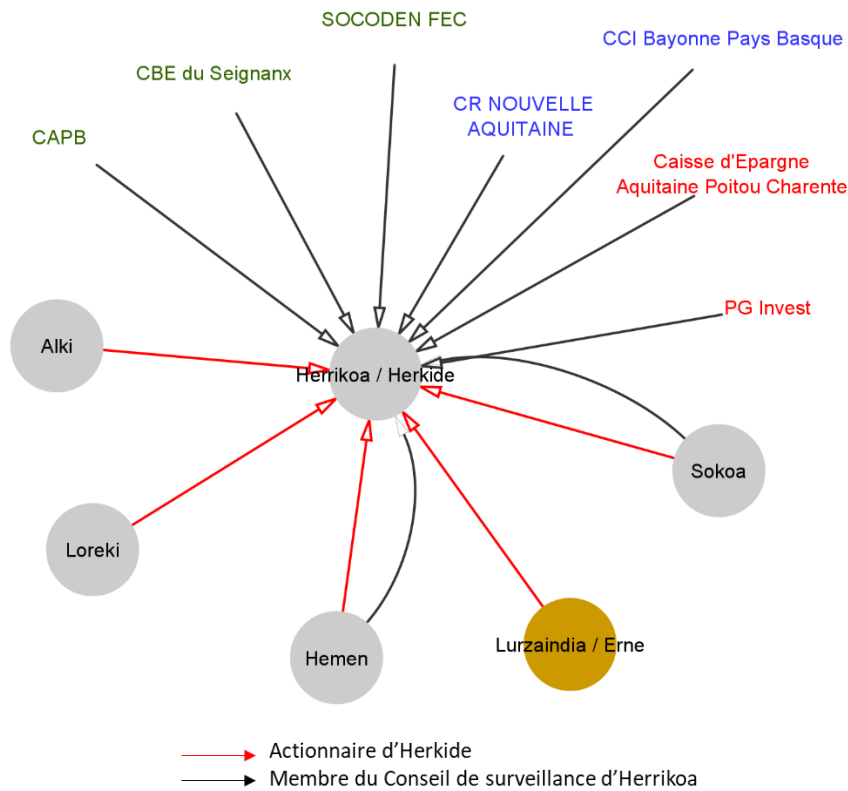 SOCODEN FEC
CCI Bayonne Pays Basque
CBE du Seignanx
CR NOUVELLE
AQUITAINE
CAPB
Caisse d'Epargne
Aquitaine Poitou Charente
PG Invest
Alki
Herrikoa / Herkide
Sokoa
Loreki
Hemen
Lurzaindia / Erne
Actionnaire d'Herkide
Membre du Conseil de surveillance d'Herrikoa